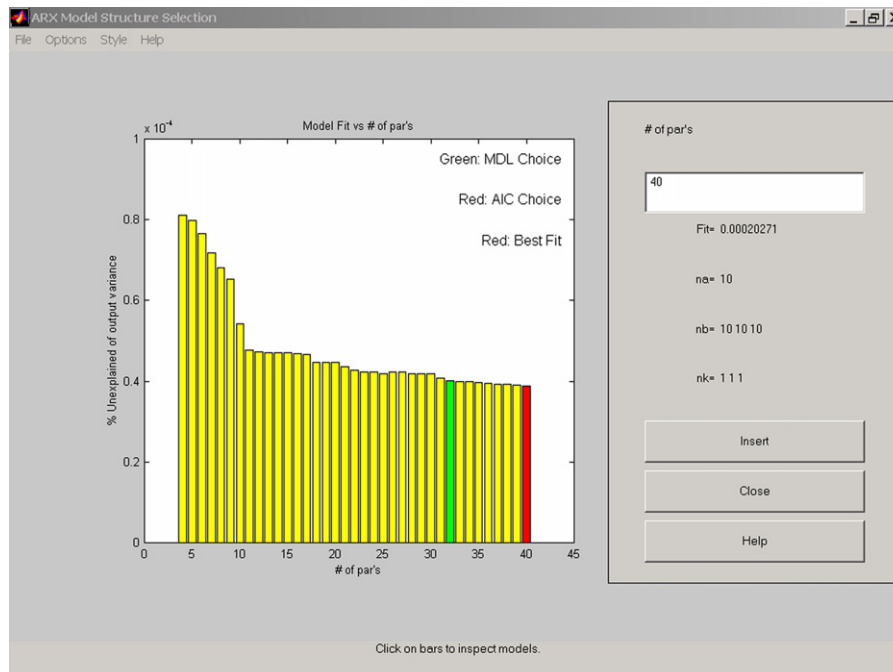 ARX Model Structure Selection
File Options Style Help
x 10⁻⁴
Model Fit vs # of par's
Green: MDL Choice
Red: AIC Choice
Red: Best Fit
% Unexplained of output variance
1
0.8
0.6
0.4
0.2
0
0 5 10 15 20 25 30 35 40 45
# of par's
# of par's
40
Fit= 0.00020271
na= 10
nb= 10 10 10
nk= 1 1 1
Insert
Close
Help
Click on bars to inspect models.